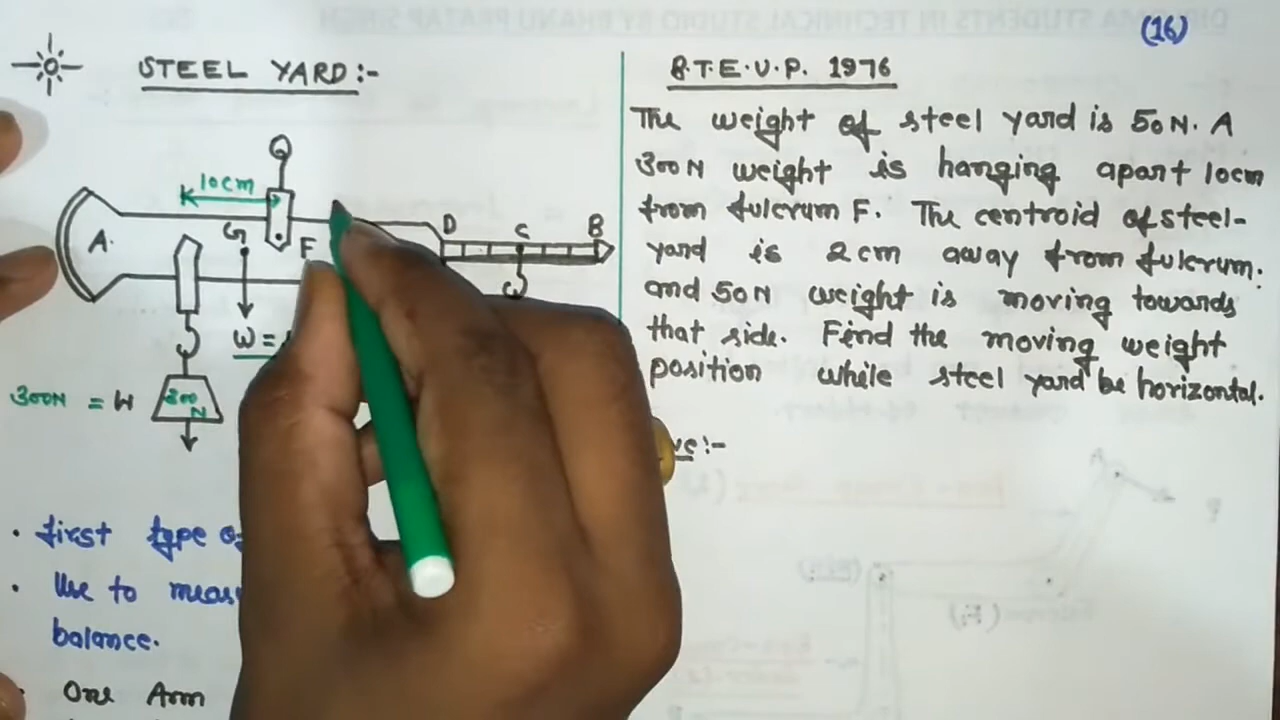 (16)
STEEL YARD:-
10cm
A.
G
F
D
C
B
W =
300N = W
300
N
• first type
• Use to
balance.
• One Arm
B.T.E.U.P. 1976
The weight of steel yard is 50N. A
300N weight is hanging apart 10cm
from fulcrum F. The centroid of steel-
yard is 2cm away from fulcrum.
and 50N weight is moving towards
that side. Find the moving weight
position while steel yard be horizontal.